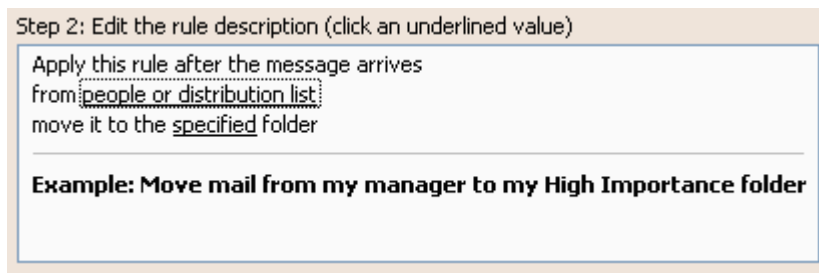 Step 2: Edit the rule description (click an underlined value)
Apply this rule after the message arrives
from people or distribution list
move it to the specified folder
Example: Move mail from my manager to my High Importance folder